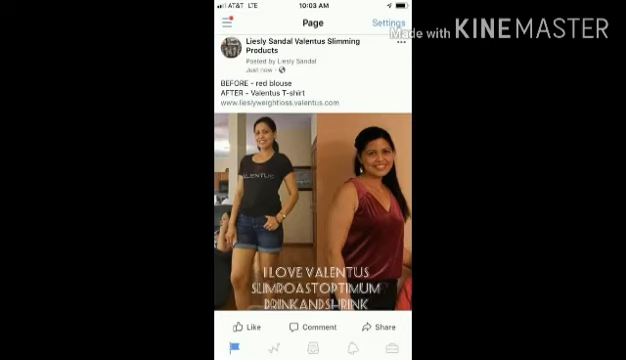 AT&T LTE 10:03 AM
Page
Settings
Made with KINEMASTER
Liesly Sandal Valentus Slimming
Products
Posted by Liesly Sandal
Just now
BEFORE - red blouse
AFTER - Valentus T-shirt
www.lieslyweightloss.valentus.com
VALENTUS
I LOVE VALENTUS
SLIMROASTOPTIMUM
DRINKANDSHRINK
Like Comment Share